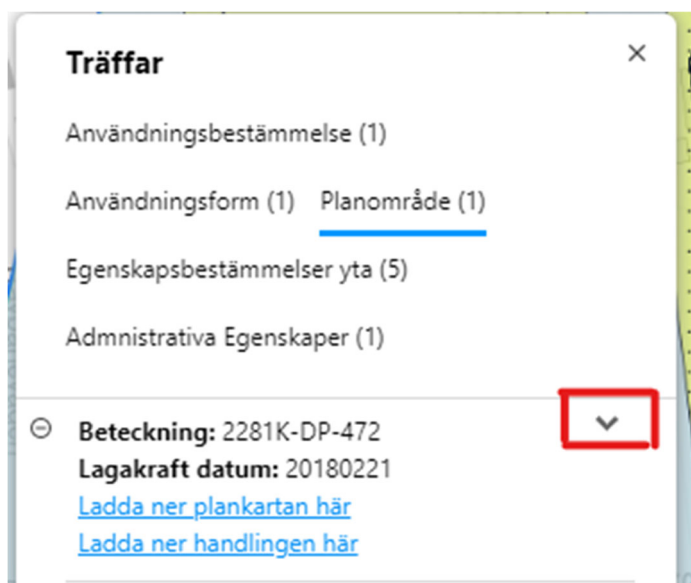 Träffar
Användningsbestämmelse (1)
Användningsform (1) Planområde (1)
Egenskapsbestämmelser yta (5)
Admnistrativa Egenskaper (1)
Beteckning: 2281K-DP-472
Lagakraft datum: 20180221
Ladda ner plankartan här
Ladda ner handlingen här